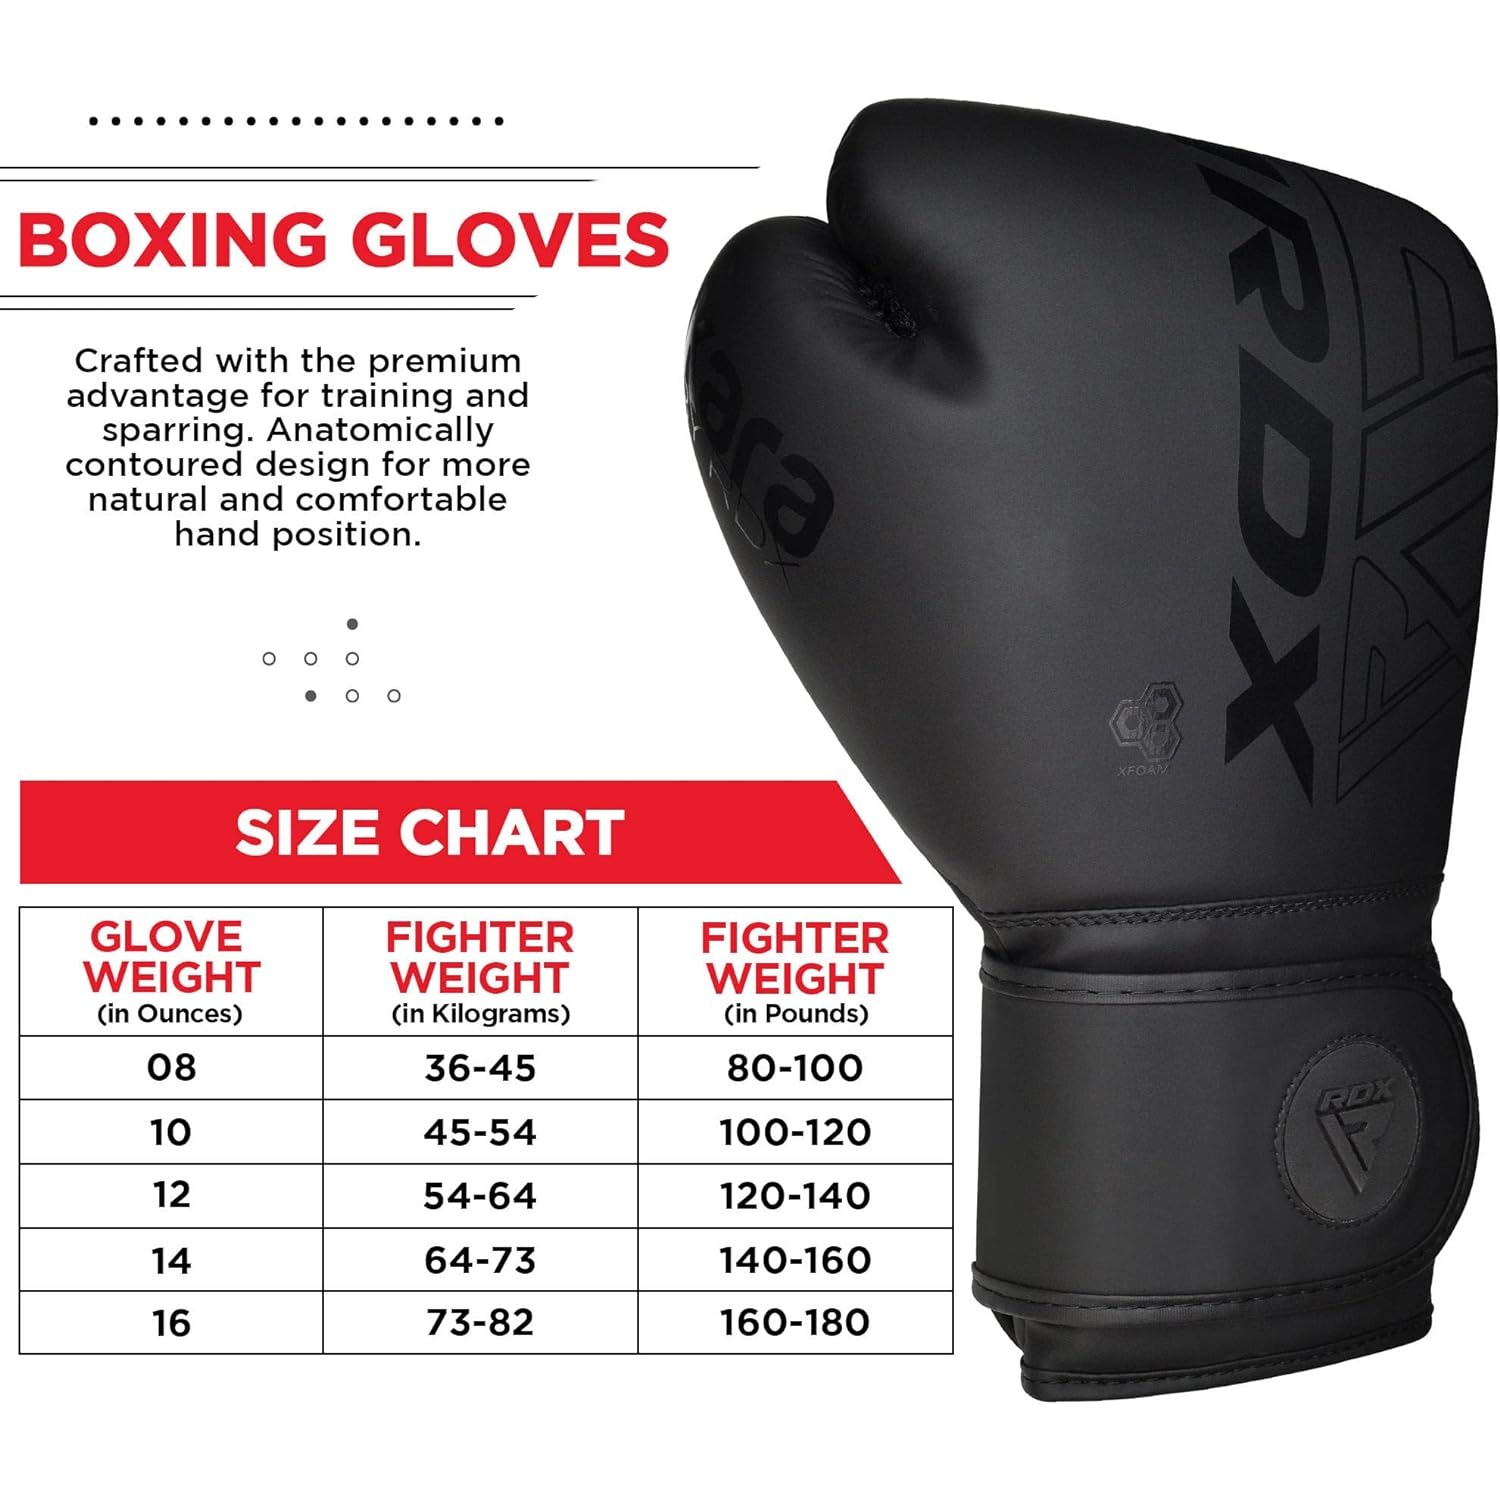 BOXING GLOVES
Crafted with the premium
advantage for training and
sparring. Anatomically
contoured design for more
natural and comfortable
hand position.
SIZE CHART
GLOVE WEIGHT (in Ounces) FIGHTER WEIGHT (in Kilograms) FIGHTER WEIGHT (in Pounds)
08 36-45 80-100
10 45-54 100-120
12 54-64 120-140
14 64-73 140-160
16 73-82 160-180
RDX
XFOAM
RDX